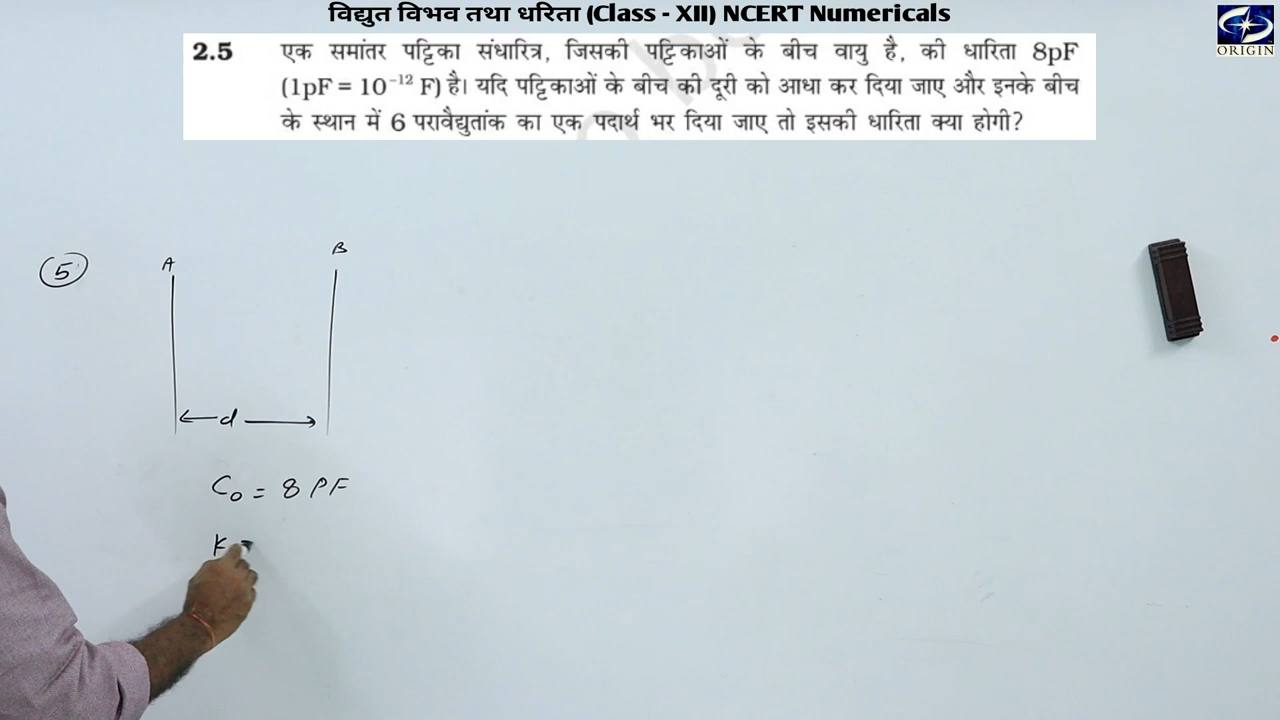 विद्युत विभव तथा धरिता (Class - XII) NCERT Numericals
ORIGIN
2.5 एक समांतर पट्टिका संधारित्र, जिसकी पट्टिकाओं के बीच वायु है, की धारिता 8pF
(1pF = 10⁻¹² F) है। यदि पट्टिकाओं के बीच की दूरी को आधा कर दिया जाए और इनके बीच
के स्थान में 6 परावैद्युतांक का एक पदार्थ भर दिया जाए तो इसकी धारिता क्या होगी?
5
A
B
d
C₀ = 8 PF
K